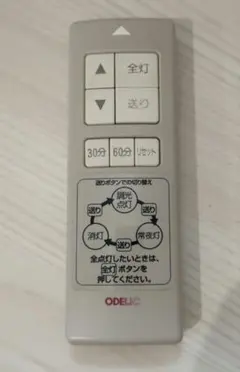 ▲ 全灯
▼ 送り
30分 60分 リセット
送りボタンでの切り替え
調光
点灯
送り 送り
消灯 常夜灯
送り
全点灯したいときは、
全灯 ボタンを
押してください。
ODELIC